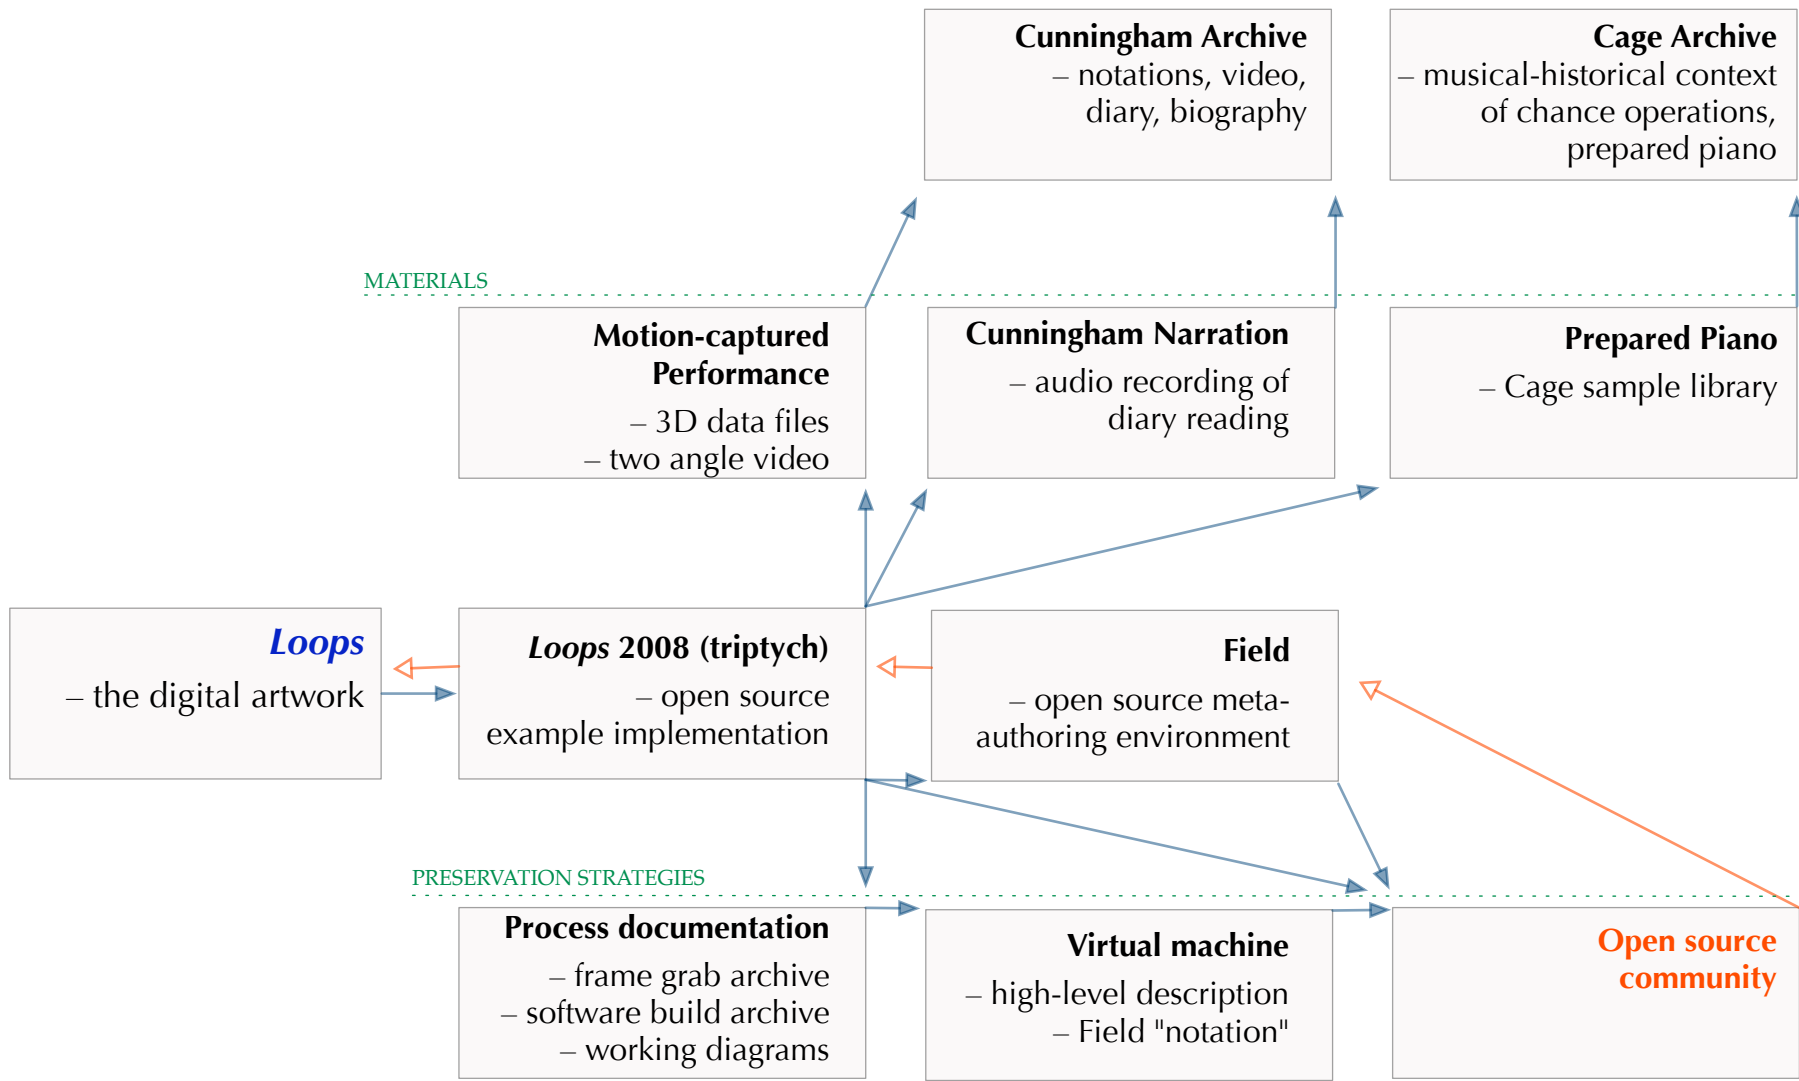 Cunningham Archive
– notations, video,
diary, biography
Cage Archive
– musical-historical context
of chance operations,
prepared piano
MATERIALS
Motion-captured
Performance
– 3D data files
– two angle video
Cunningham Narration
– audio recording of
diary reading
Prepared Piano
– Cage sample library
Loops
– the digital artwork
Loops 2008 (triptych)
– open source
example implementation
Field
– open source meta-
authoring environment
PRESERVATION STRATEGIES
Process documentation
– frame grab archive
– software build archive
– working diagrams
Virtual machine
– high-level description
– Field "notation"
Open source
community